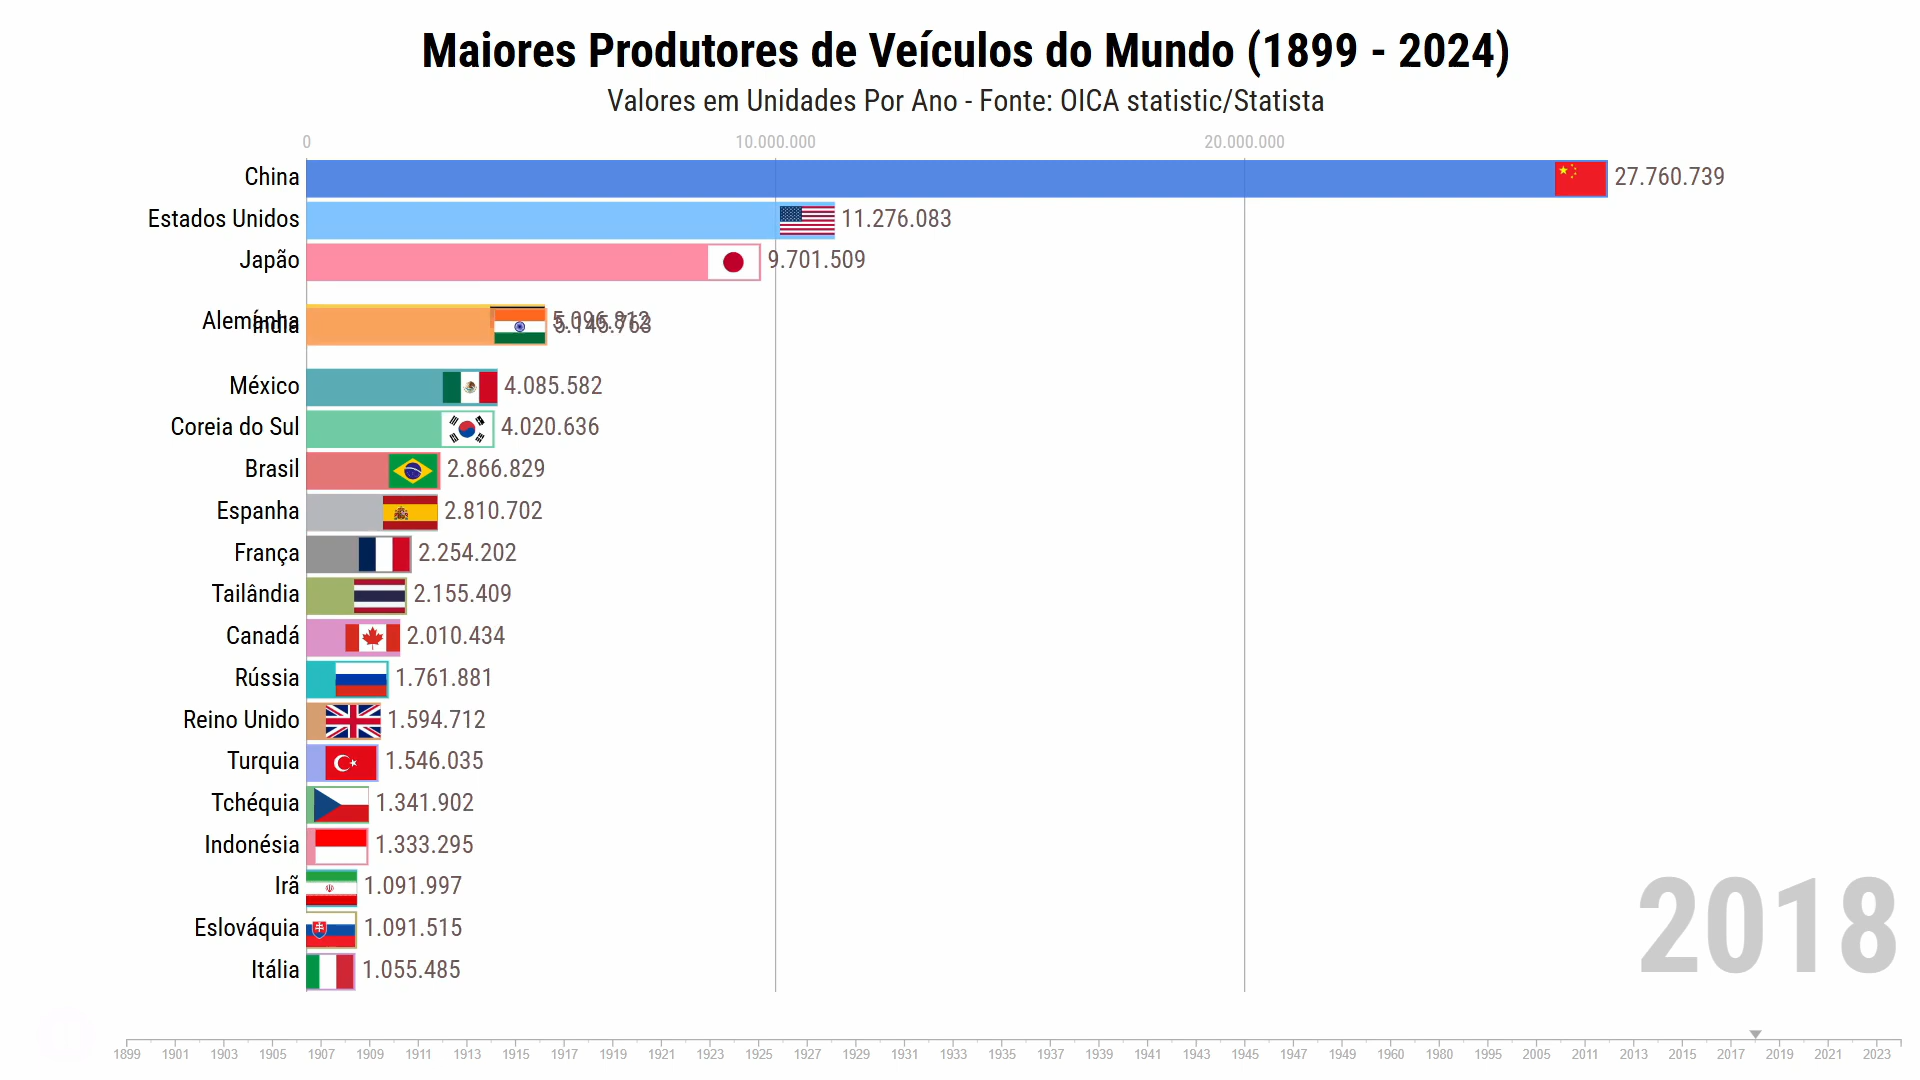 Maiores Produtores de Veículos do Mundo (1899 - 2024)
Valores em Unidades Por Ano - Fonte: OICA statistic/Statista
0 10.000.000 20.000.000
China 27.760.739
Estados Unidos 11.276.083
Japão 9.701.509
Alemanha
Índia
México 4.085.582
Coreia do Sul 4.020.636
Brasil 2.866.829
Espanha 2.810.702
França 2.254.202
Tailândia 2.155.409
Canadá 2.010.434
Rússia 1.761.881
Reino Unido 1.594.712
Turquia 1.546.035
Tchéquia 1.341.902
Indonésia 1.333.295
Irã 1.091.997
Eslováquia 1.091.515
Itália 1.055.485
2018
1899 1901 1903 1905 1907 1909 1911 1913 1915 1917 1919 1921 1923 1925 1927 1929 1931 1933 1935 1937 1939 1941 1943 1945 1947 1949 1960 1980 1995 2005 2011 2013 2015 2017 2019 2021 2023